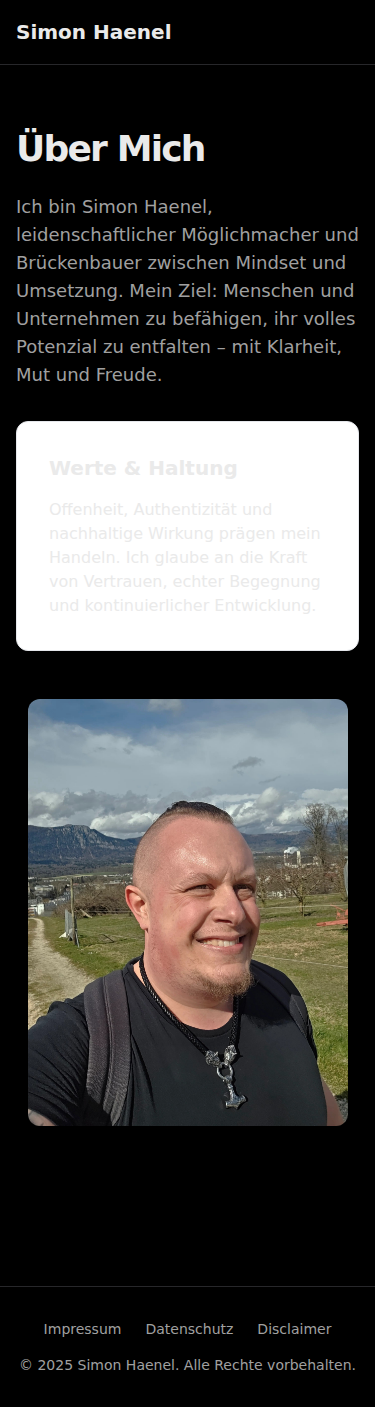 Simon Haenel
Über Mich
Ich bin Simon Haenel,
leidenschaftlicher Möglichmacher und
Brückenbauer zwischen Mindset und
Umsetzung. Mein Ziel: Menschen und
Unternehmen zu befähigen, ihr volles
Potenzial zu entfalten – mit Klarheit,
Mut und Freude.
Werte & Haltung
Offenheit, Authentizität und
nachhaltige Wirkung prägen mein
Handeln. Ich glaube an die Kraft
von Vertrauen, echter Begegnung
und kontinuierlicher Entwicklung.
Impressum Datenschutz Disclaimer
© 2025 Simon Haenel. Alle Rechte vorbehalten.